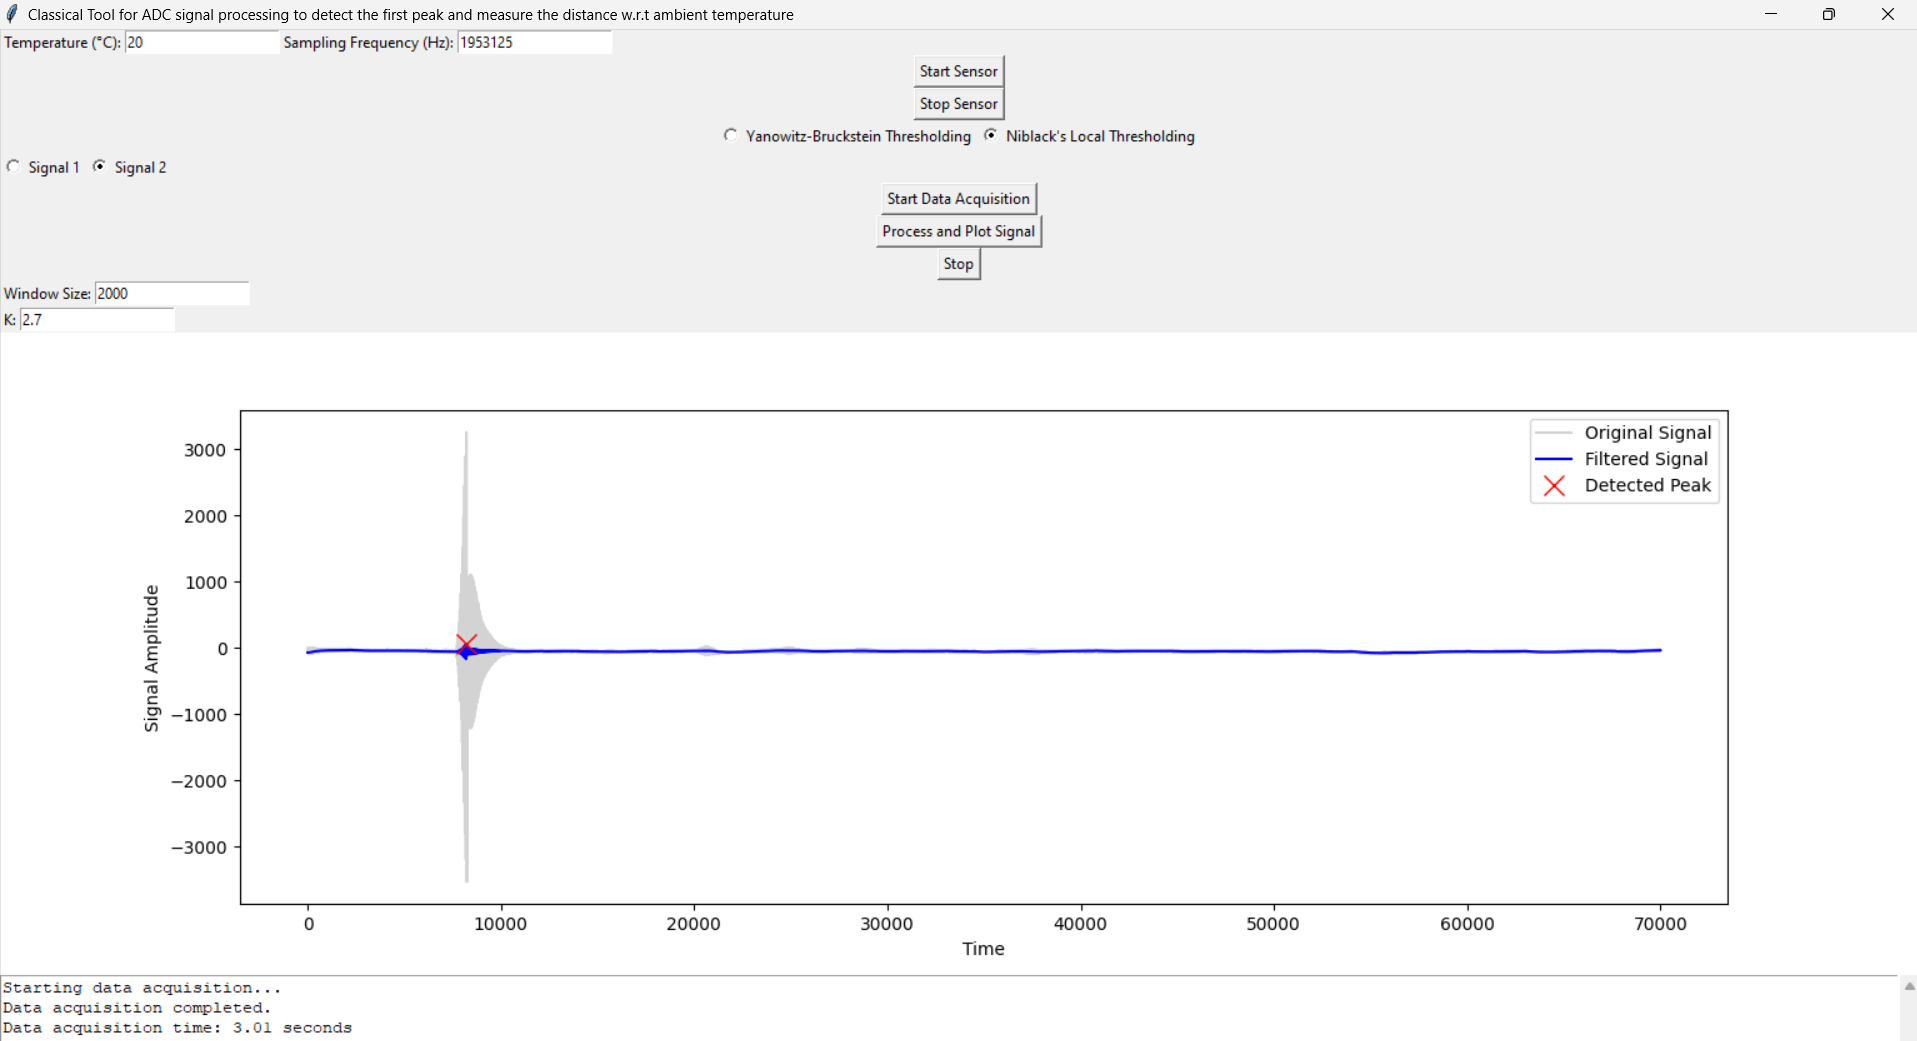 Classical Tool for ADC signal processing to detect the first peak and measure the distance w.r.t ambient temperature
Temperature (°C): 20 Sampling Frequency (Hz): 1953125
Start Sensor
Stop Sensor
Yanowitz-Bruckstein Thresholding Niblack's Local Thresholding
Signal 1 Signal 2
Start Data Acquisition
Process and Plot Signal
Stop
Window Size: 2000
K: 2.7
Original Signal
Filtered Signal
Detected Peak
3000
2000
1000
0
−1000
−2000
−3000
Signal Amplitude
0 10000 20000 30000 40000 50000 60000 70000
Time
Starting data acquisition...
Data acquisition completed.
Data acquisition time: 3.01 seconds